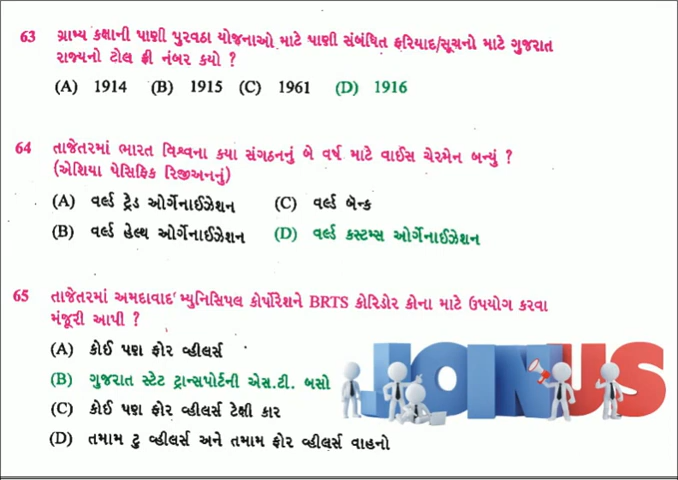 63 ગ્રામ્ય કક્ષાની પાણી પુરવઠા યોજનાઓ માટે પાણી સંબંધિત ફરિયાદ/સૂચનો માટે ગુજરાત
રાજ્યનો ટોલ ફ્રી નંબર કયો ?
(A) 1914 (B) 1915 (C) 1961 (D) 1916
64 તાજેતરમાં ભારત વિશ્વના કયા સંગઠનનું બે વર્ષ માટે વાઈસ ચેરમેન બન્યું ?
(એશિયા પેસિફિક રિજીઅનનું)
(A) વર્લ્ડ ટ્રેડ ઓર્ગેનાઈઝેશન (C) વર્લ્ડ બૅન્ક
(B) વર્લ્ડ હેલ્થ ઓર્ગેનાઈઝેશન (D) વર્લ્ડ કસ્ટમ્સ ઓર્ગેનાઈઝેશન
65 તાજેતરમાં અમદાવાદ મ્યુનિસિપલ કોર્પોરેશને BRTS કોરિડોર કોના માટે ઉપયોગ કરવા
મંજૂરી આપી ?
(A) કોઈ પણ ફોર વ્હીલર્સ
(B) ગુજરાત સ્ટેટ ટ્રાન્સપોર્ટની એસ.ટી. બસો
(C) કોઈ પણ ફોર વ્હીલર્સ ટેક્ષી કાર
(D) તમામ ટુ વ્હીલર્સ અને તમામ ફોર વ્હીલર્સ વાહનો
JOIN US